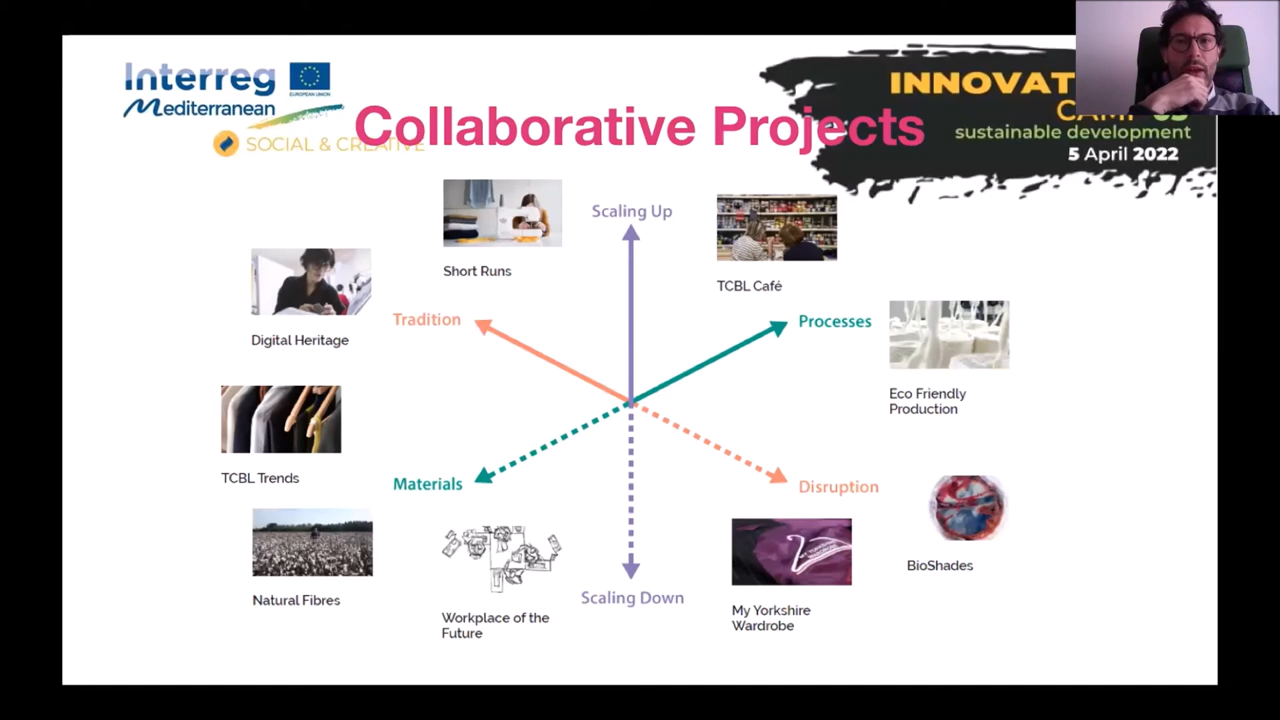 Interreg
EUROPEAN UNION
Mediterranean
SOCIAL & CREATIVE
Collaborative Projects
sustainable development
5 April 2022
Short Runs
Scaling Up
TCBL Café
Digital Heritage
Tradition
Processes
Eco Friendly
Production
TCBL Trends
Materials
Disruption
BioShades
Natural Fibres
Workplace of the
Future
Scaling Down
My Yorkshire
Wardrobe